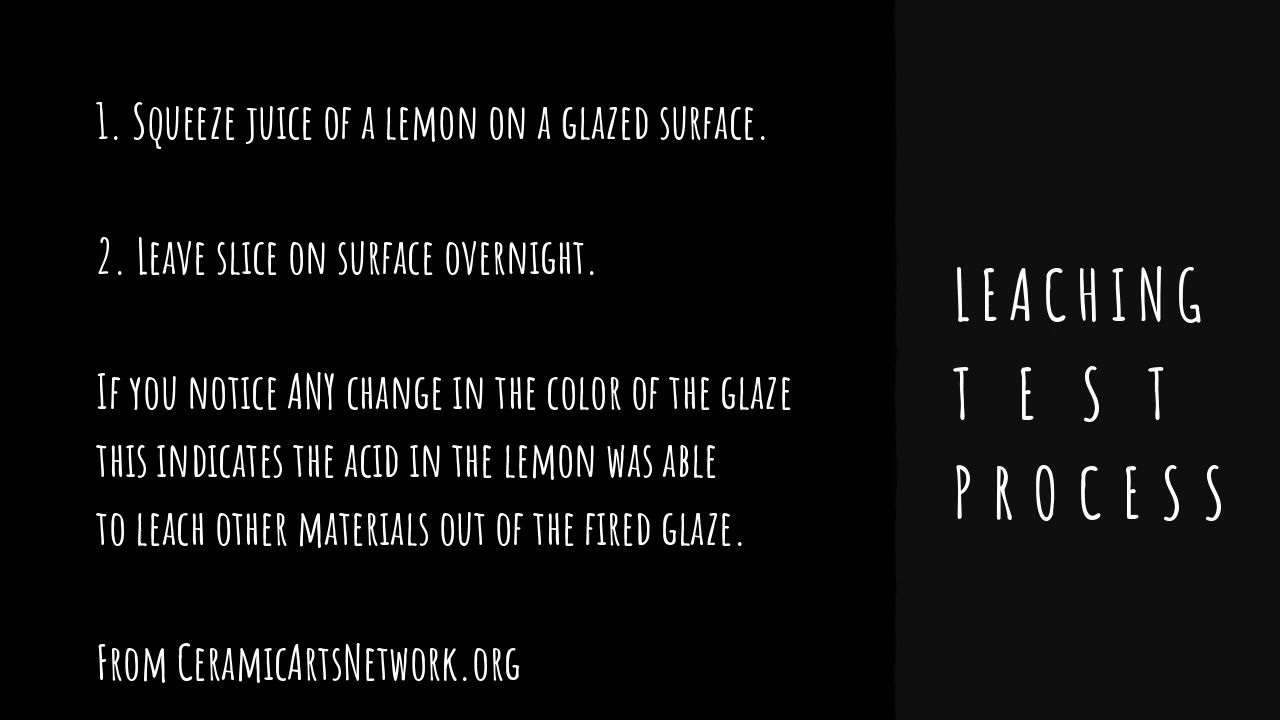 1. Squeeze juice of a lemon on a glazed surface.
2. Leave slice on surface overnight.
If you notice ANY change in the color of the glaze
this indicates the acid in the lemon was able
to leach other materials out of the fired glaze.
From CeramicArtsNetwork.org
LEACHING
TEST
PROCESS